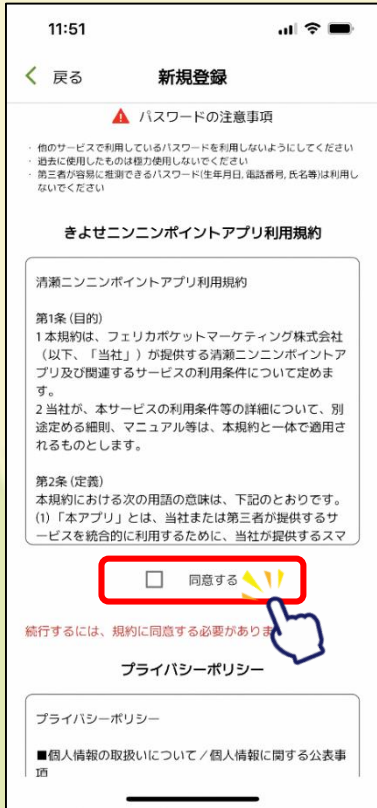 11:51
戻る
新規登録
パスワードの注意事項
・ 他のサービスで利用しているパスワードを利用しないようにしてください
・ 過去に使用したものは極力使用しないでください
・ 第三者が容易に推測できるパスワード(生年月日, 電話番号, 氏名等)は利用し
ないでください
きよせニンニンポイントアプリ利用規約
清瀬ニンニンポイントアプリ利用規約
第1条 (目的)
1 本規約は、フェリカポケットマーケティング株式会社
（以下、「当社」）が提供する清瀬ニンニンポイントア
プリ及び関連するサービスの利用条件について定めま
す。
2 当社が、本サービスの利用条件等の詳細について、別
途定める細則、マニュアル等は、本規約と一体で適用さ
れるものとします。
第2条 (定義)
本規約における次の用語の意味は、下記のとおりです。
(1) 「本アプリ」とは、当社または第三者が提供するサ
ービスを統合的に利用するために、当社が提供するスマ
同意する
続行するには、規約に同意する必要がありま
プライバシーポリシー
プライバシーポリシー
■個人情報の取扱いについて／個人情報に関する公表事
項